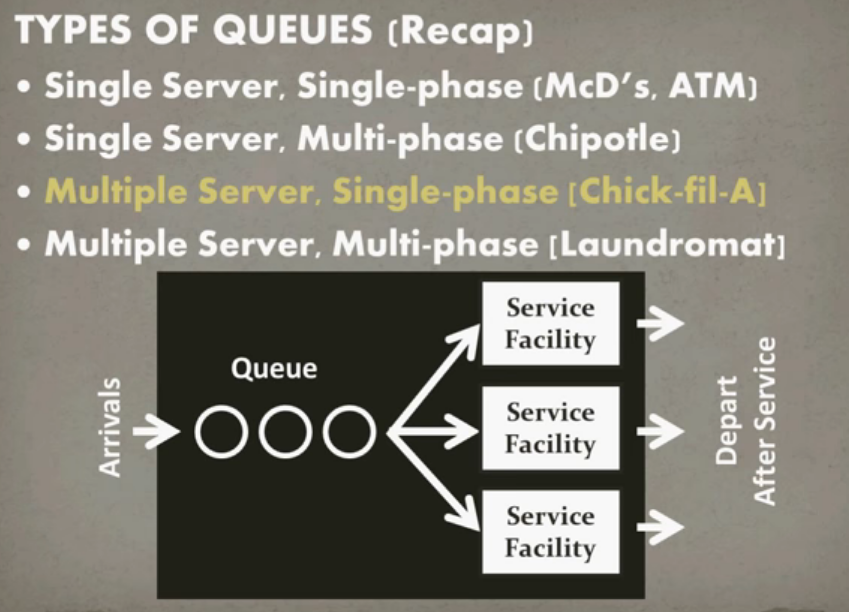 TYPES OF QUEUES (Recap)
• Single Server, Single-phase (McD's, ATM)
• Single Server, Multi-phase (Chipotle)
• Multiple Server, Single-phase [Chick-fil-A]
• Multiple Server, Multi-phase [Laundromat]
Arrivals
Queue
Service
Facility
Service
Facility
Service
Facility
Depart
After Service